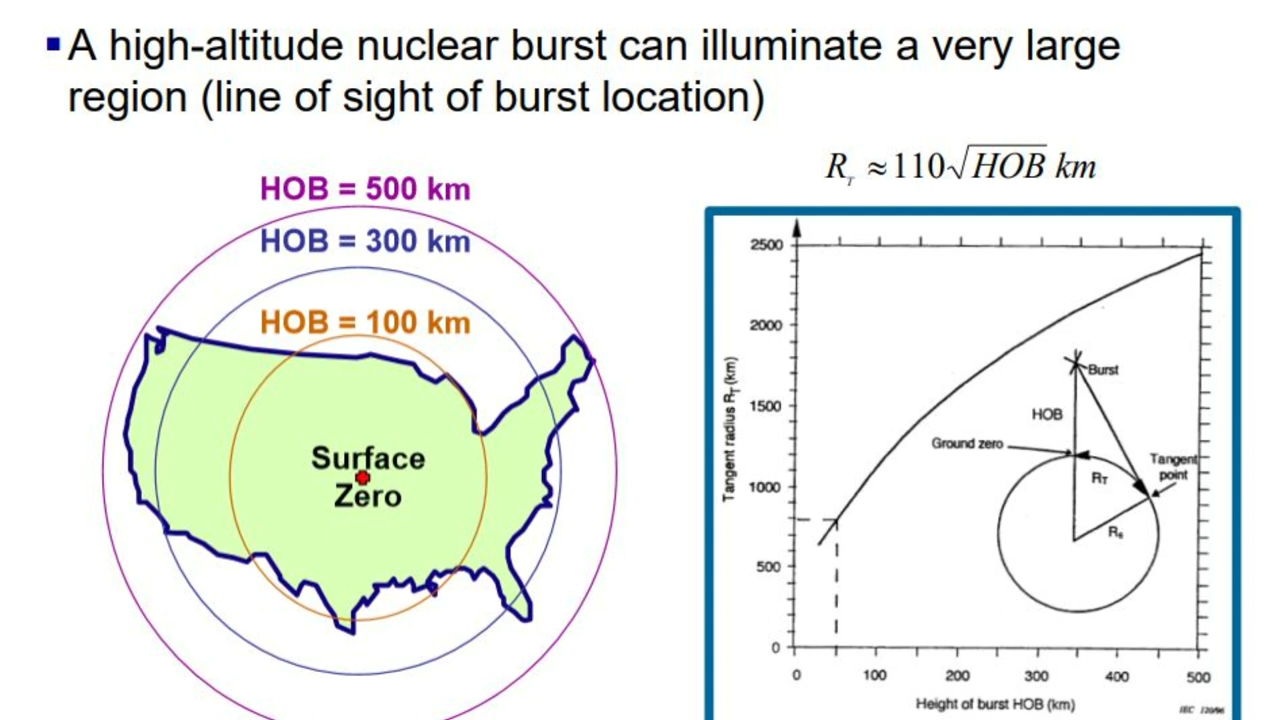 ▪ A high-altitude nuclear burst can illuminate a very large
region (line of sight of burst location)
HOB = 500 km
HOB = 300 km
HOB = 100 km
Surface
Zero
R_T ≈ 110√HOB km
2500
2000
1500
1000
500
0
Tangent radius R_T (km)
Burst
HOB
Ground zero
R_T
Tangent
point
R_e
0 100 200 300 400 500
Height of burst HOB (km)
IEC 120/96